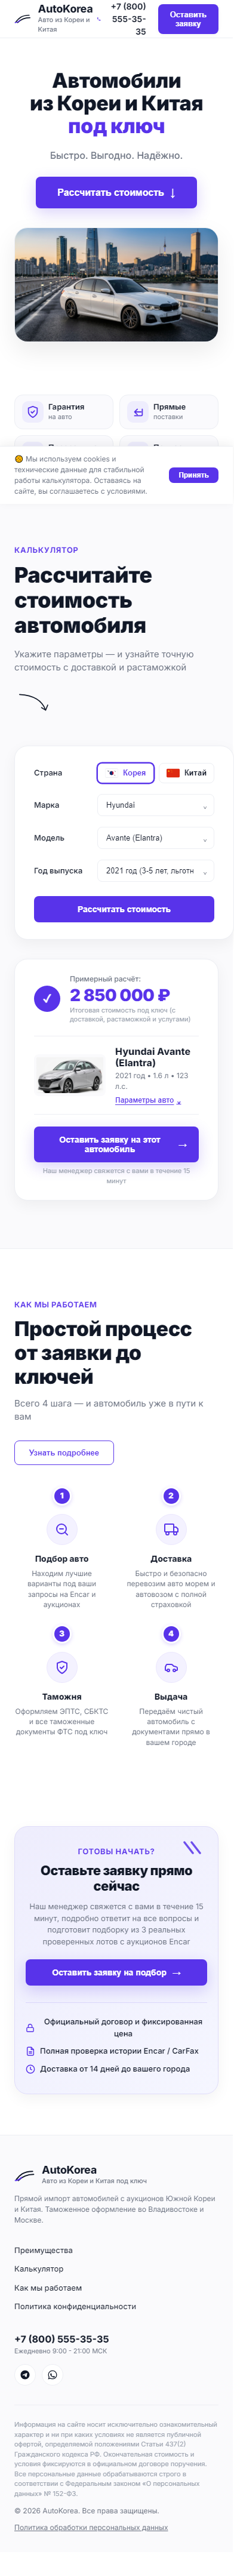 AutoKorea
Авто из Кореи и
Китая
+7 (800)
555-35-
35
Оставить
заявку
Автомобили
из Кореи и Китая
под ключ
Быстро. Выгодно. Надёжно.
Рассчитать стоимость ↓
Гарантия
на авто
Прямые
поставки
🍪 Мы используем cookies и
технические данные для стабильной
работы калькулятора. Оставаясь на
сайте, вы соглашаетесь с условиями.
Принять
КАЛЬКУЛЯТОР
Рассчитайте
стоимость
автомобиля
Укажите параметры — и узнайте точную
стоимость с доставкой и растаможкой
Страна
Корея
Китай
Марка
Hyundai
Модель
Avante (Elantra)
Год выпуска
2021 год (3-5 лет, льготн
Рассчитать стоимость
Примерный расчёт:
2 850 000 ₽
Итоговая стоимость под ключ (с
доставкой, растаможкой и услугами)
Hyundai Avante
(Elantra)
2021 год • 1.6 л • 123
л.с.
Параметры авто
Оставить заявку на этот
автомобиль →
Наш менеджер свяжется с вами в течение 15
минут
КАК МЫ РАБОТАЕМ
Простой процесс
от заявки до
ключей
Всего 4 шага — и автомобиль уже в пути к
вам
Узнать подробнее
1
Подбор авто
Находим лучшие
варианты под ваши
запросы на Encar и
аукционах
2
Доставка
Быстро и безопасно
перевозим авто морем и
автовозом с полной
страховкой
3
Таможня
Оформляем ЭПТС, СБКТС
и все таможенные
документы ФТС под ключ
4
Выдача
Передаём чистый
автомобиль с
документами прямо в
вашем городе
ГОТОВЫ НАЧАТЬ?
Оставьте заявку прямо
сейчас
Наш менеджер свяжется с вами в течение 15
минут, подробно ответит на все вопросы и
подготовит подборку из 3 реальных
проверенных лотов с аукционов Encar
Оставить заявку на подбор →
Официальный договор и фиксированная
цена
Полная проверка истории Encar / CarFax
Доставка от 14 дней до вашего города
AutoKorea
Авто из Кореи и Китая под ключ
Прямой импорт автомобилей с аукционов Южной Кореи
и Китая. Таможенное оформление во Владивостоке и
Москве.
Преимущества
Калькулятор
Как мы работаем
Политика конфиденциальности
+7 (800) 555-35-35
Ежедневно 9:00 - 21:00 МСК
Информация на сайте носит исключительно ознакомительный
характер и ни при каких условиях не является публичной
офертой, определяемой положениями Статьи 437(2)
Гражданского кодекса РФ. Окончательная стоимость и
условия фиксируются в официальном договоре поручения.
Все персональные данные обрабатываются строго в
соответствии с Федеральным законом «О персональных
данных» № 152-ФЗ.
© 2026 AutoKorea. Все права защищены.
Политика обработки персональных данных